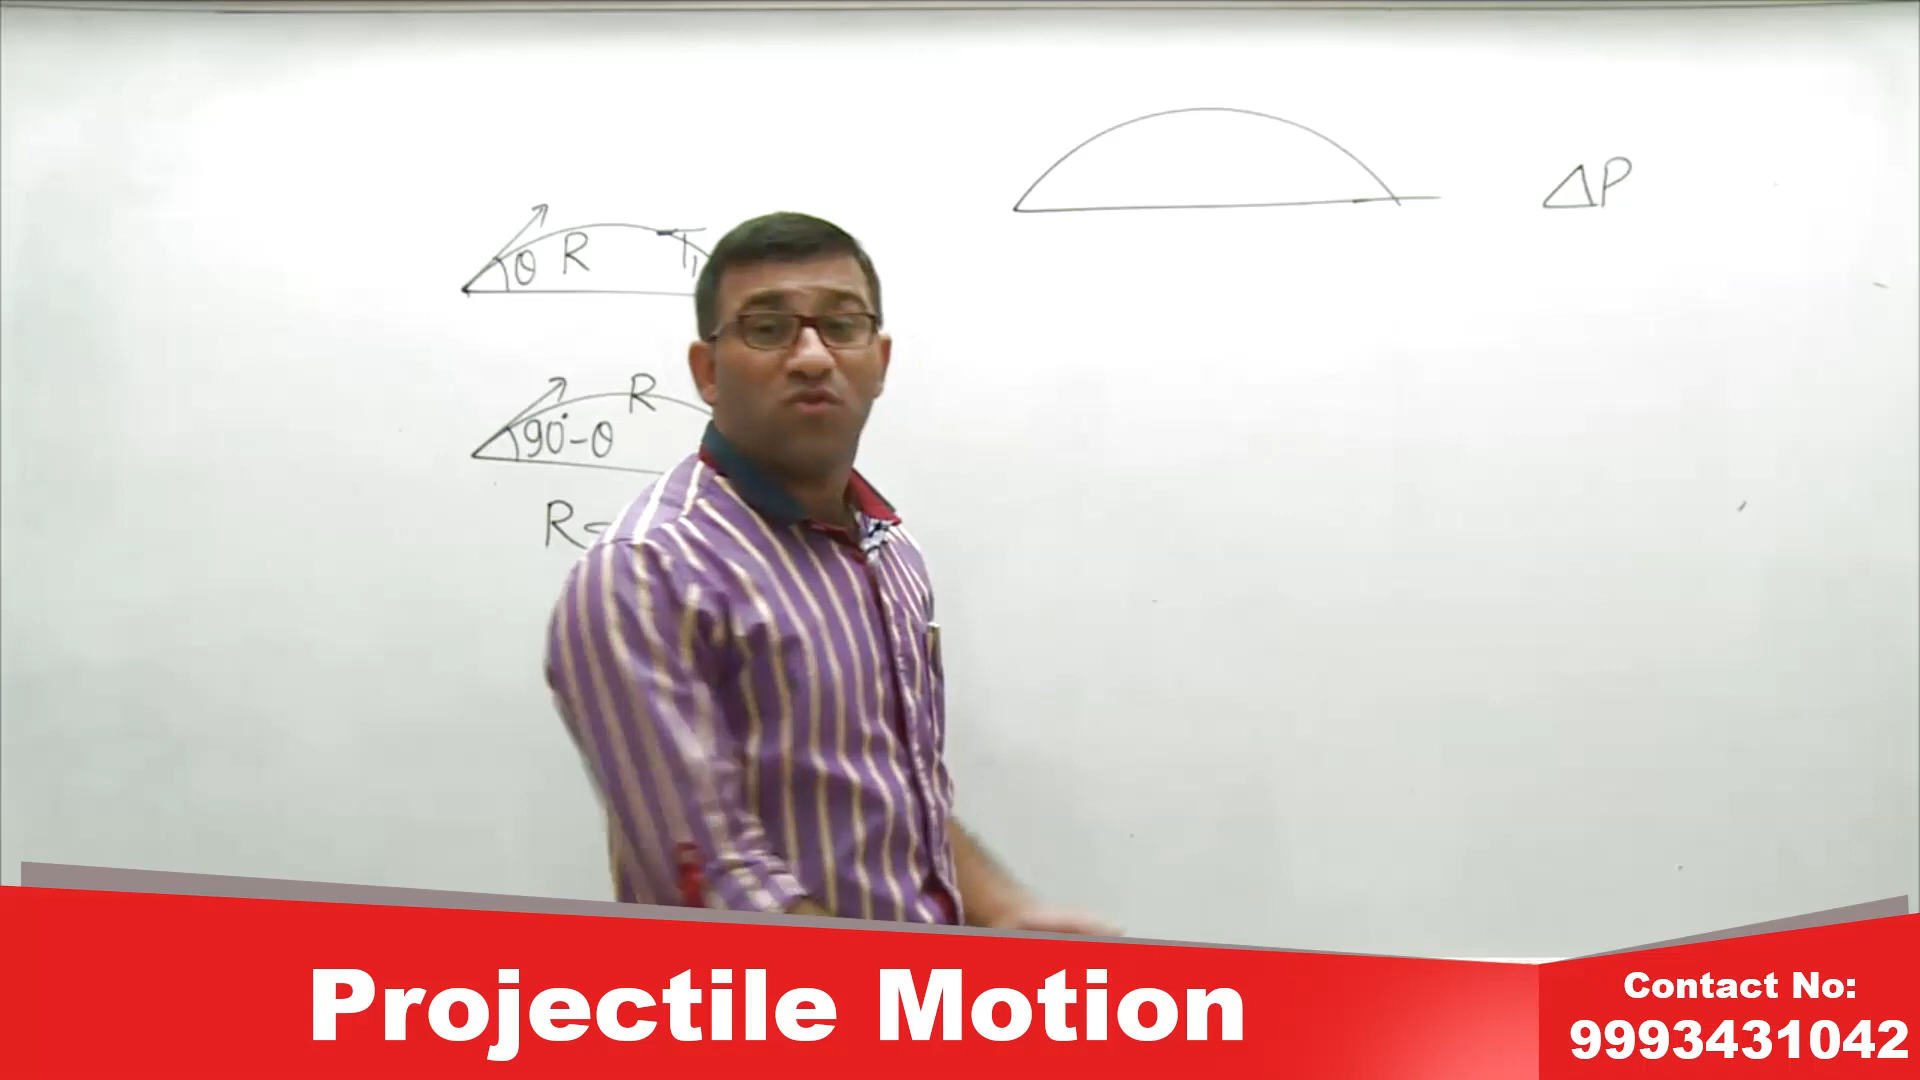 θ R T₁
90°-θ R
R=
ΔP
Projectile Motion
Contact No:
9993431042